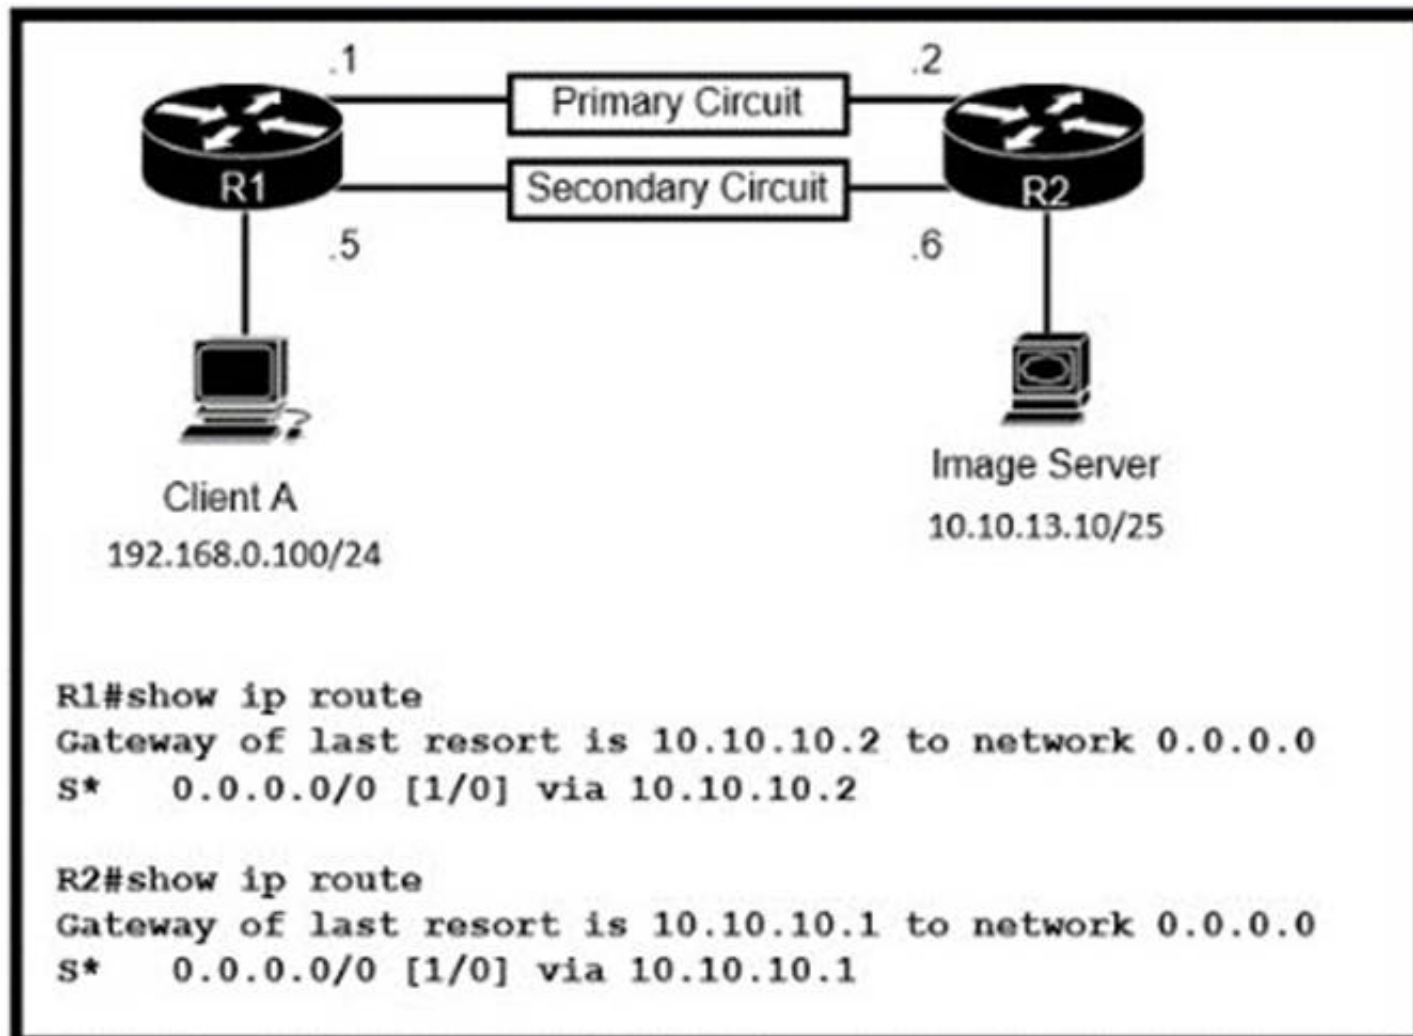 .1
Primary Circuit
.2
R1
Secondary Circuit
R2
.5
.6
Client A
192.168.0.100/24
Image Server
10.10.13.10/25
R1#show ip route
Gateway of last resort is 10.10.10.2 to network 0.0.0.0
S* 0.0.0.0/0 [1/0] via 10.10.10.2
R2#show ip route
Gateway of last resort is 10.10.10.1 to network 0.0.0.0
S* 0.0.0.0/0 [1/0] via 10.10.10.1